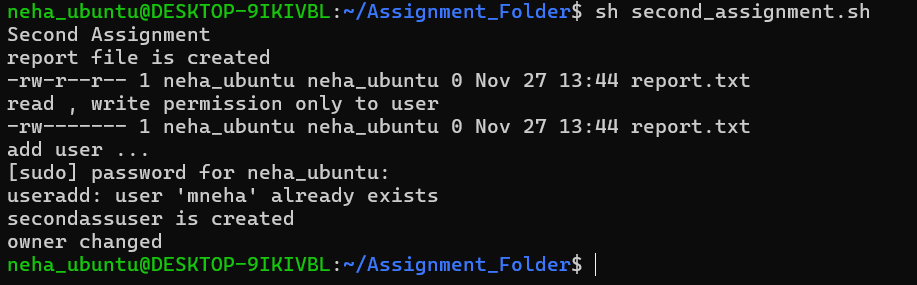 neha_ubuntu@DESKTOP-9IKIVBL:~/Assignment_Folder$ sh second_assignment.sh
Second Assignment
report file is created
-rw-r--r-- 1 neha_ubuntu neha_ubuntu 0 Nov 27 13:44 report.txt
read , write permission only to user
-rw------- 1 neha_ubuntu neha_ubuntu 0 Nov 27 13:44 report.txt
add user ...
[sudo] password for neha_ubuntu:
useradd: user 'mneha' already exists
secondassuser is created
owner changed
neha_ubuntu@DESKTOP-9IKIVBL:~/Assignment_Folder$